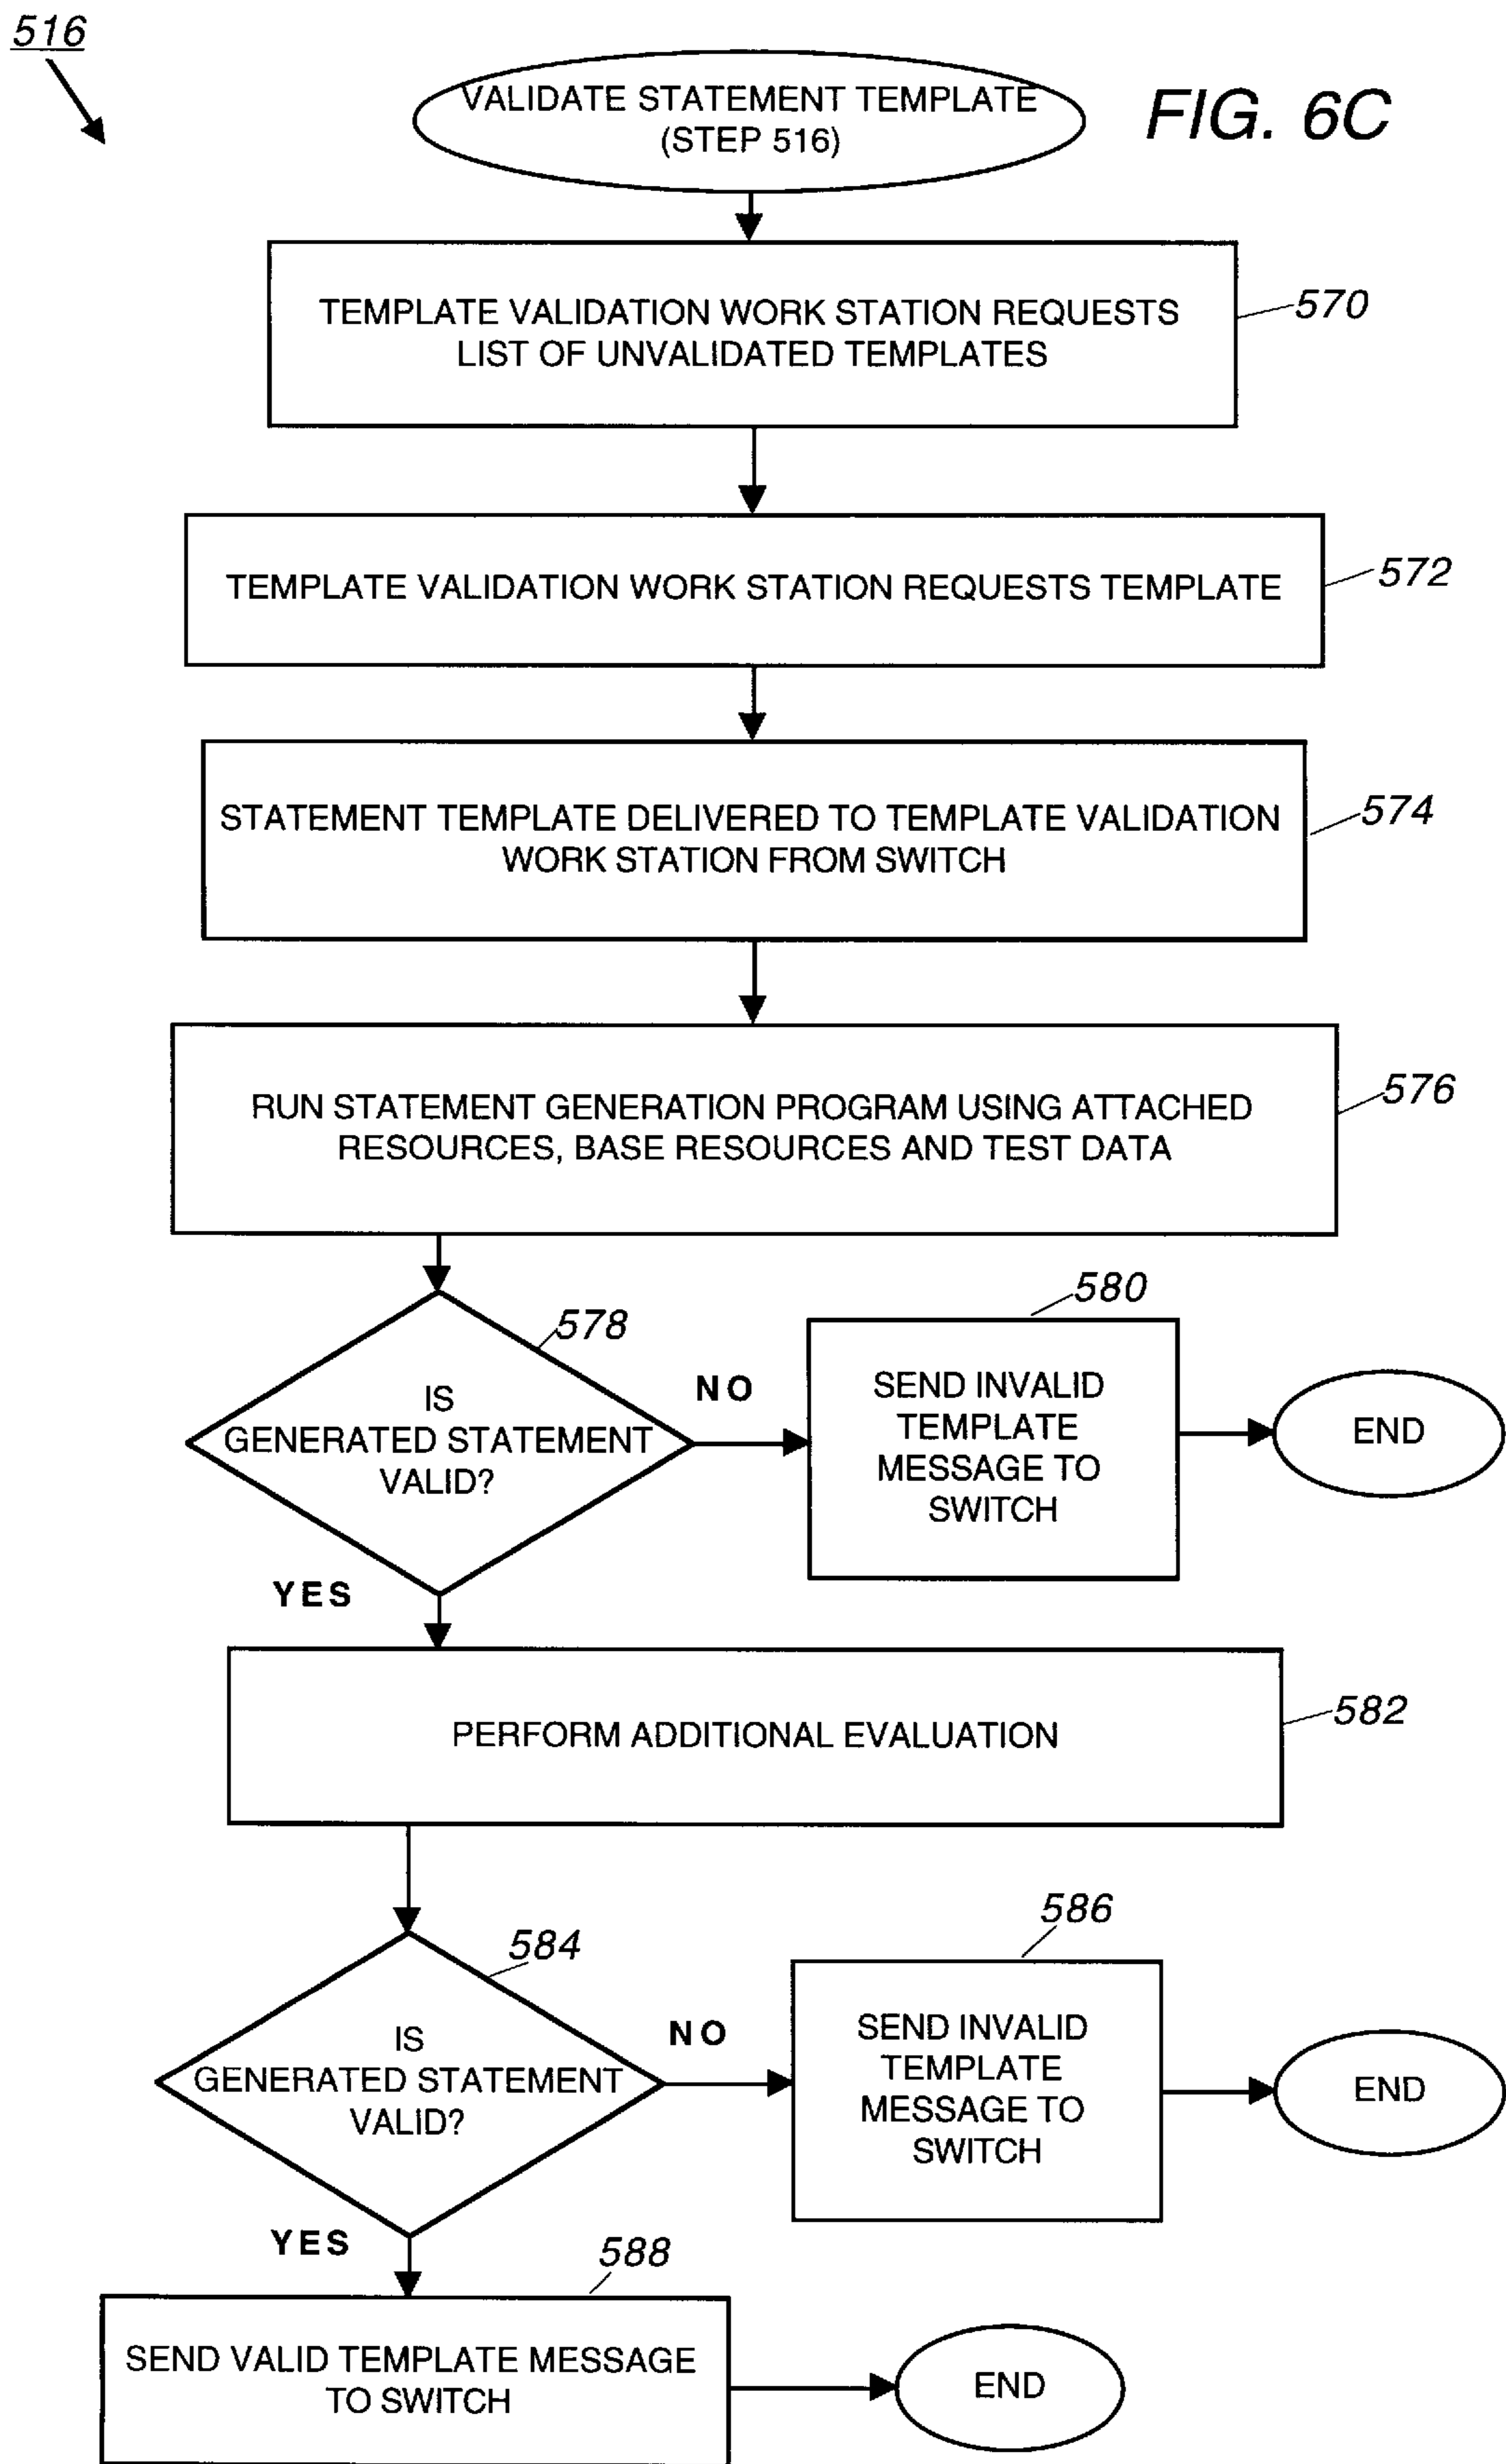 516
VALIDATE STATEMENT TEMPLATE
(STEP 516)
FIG. 6C
TEMPLATE VALIDATION WORK STATION REQUESTS
LIST OF UNVALIDATED TEMPLATES
570
TEMPLATE VALIDATION WORK STATION REQUESTS TEMPLATE
572
STATEMENT TEMPLATE DELIVERED TO TEMPLATE VALIDATION
WORK STATION FROM SWITCH
574
RUN STATEMENT GENERATION PROGRAM USING ATTACHED
RESOURCES, BASE RESOURCES AND TEST DATA
576
578
IS
GENERATED STATEMENT
VALID?
NO
580
SEND INVALID
TEMPLATE
MESSAGE TO
SWITCH
END
YES
PERFORM ADDITIONAL EVALUATION
582
584
IS
GENERATED STATEMENT
VALID?
NO
586
SEND INVALID
TEMPLATE
MESSAGE TO
SWITCH
END
YES
588
SEND VALID TEMPLATE MESSAGE
TO SWITCH
END